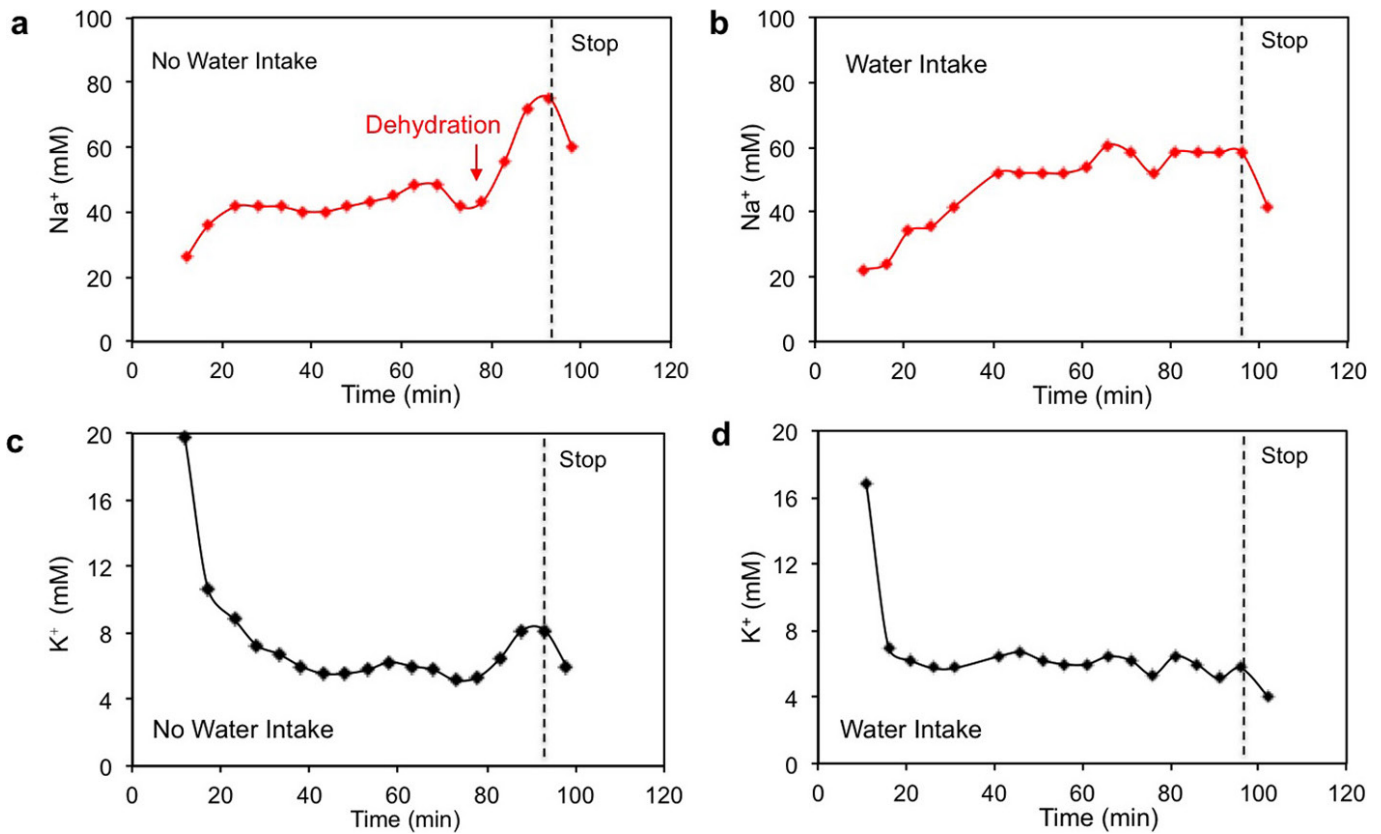 a
100
80
60
40
20
0
Na⁺ (mM)
No Water Intake
Dehydration
Stop
0 20 40 60 80 100 120
Time (min)
b
100
80
60
40
20
0
Na⁺ (mM)
Water Intake
Stop
0 20 40 60 80 100 120
Time (min)
c
20
16
12
8
4
0
K⁺ (mM)
Stop
No Water Intake
0 20 40 60 80 100 120
Time (min)
d
20
16
12
8
4
0
K⁺ (mM)
Stop
Water Intake
0 20 40 60 80 100 120
Time (min)